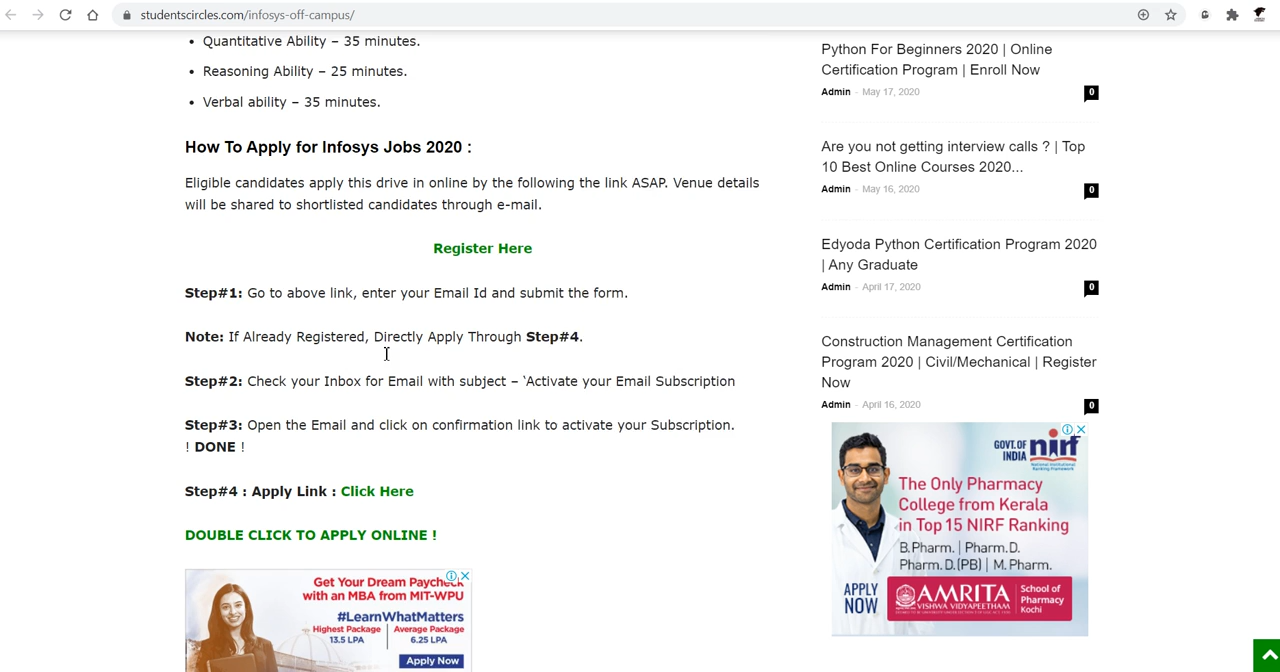 studentscircles.com/infosys-off-campus/
• Quantitative Ability – 35 minutes.
• Reasoning Ability – 25 minutes.
• Verbal ability – 35 minutes.
How To Apply for Infosys Jobs 2020 :
Eligible candidates apply this drive in online by the following the link ASAP. Venue details
will be shared to shortlisted candidates through e-mail.
Register Here
Step#1: Go to above link, enter your Email Id and submit the form.
Note: If Already Registered, Directly Apply Through Step#4.
Step#2: Check your Inbox for Email with subject – ‘Activate your Email Subscription
Step#3: Open the Email and click on confirmation link to activate your Subscription.
! DONE !
Step#4 : Apply Link : Click Here
DOUBLE CLICK TO APPLY ONLINE !
Get Your Dream Paycheck
with an MBA from MIT-WPU
#LearnWhatMatters
Highest Package Average Package
13.5 LPA 6.25 LPA
Apply Now
Python For Beginners 2020 | Online
Certification Program | Enroll Now
Admin - May 17, 2020 0
Are you not getting interview calls ? | Top
10 Best Online Courses 2020...
Admin - May 16, 2020 0
Edyoda Python Certification Program 2020
| Any Graduate
Admin - April 17, 2020 0
Construction Management Certification
Program 2020 | Civil/Mechanical | Register
Now
Admin - April 16, 2020 0
GOVT. OF
INDIA nirf
The Only Pharmacy
College from Kerala
in Top 15 NIRF Ranking
B.Pharm. | Pharm.D.
Pharm.D.(PB) | M.Pharm.
APPLY
NOW
AMRITA
VISHWA VIDYAPEETHAM
School of
Pharmacy
Kochi